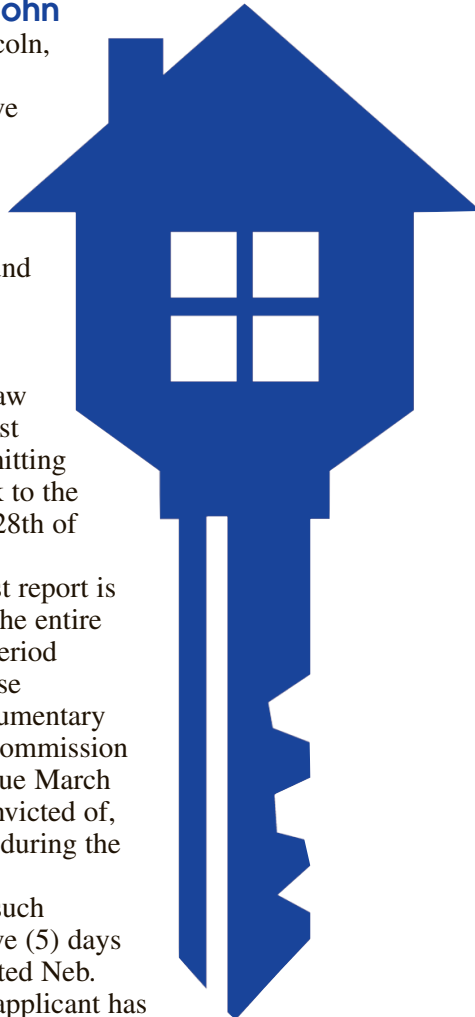 ohn
coln,
ve
und
aw
st
nitting
k to the
28th of
st report is
he entire
eriod
se
umentary
ommission
ue March
nvicted of,
during the
such
ve (5) days
ted Neb.
applicant has